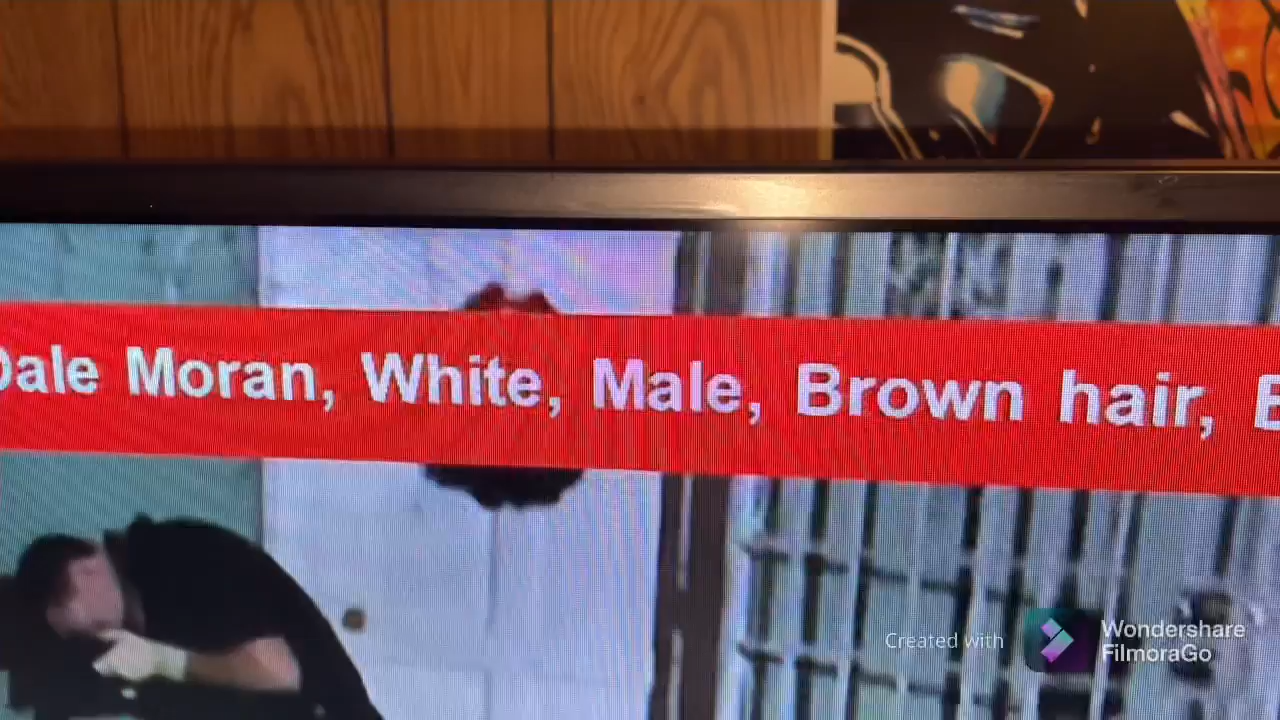 Dale Moran, White, Male, Brown hair,
Created with
Wondershare
FilmoraGo